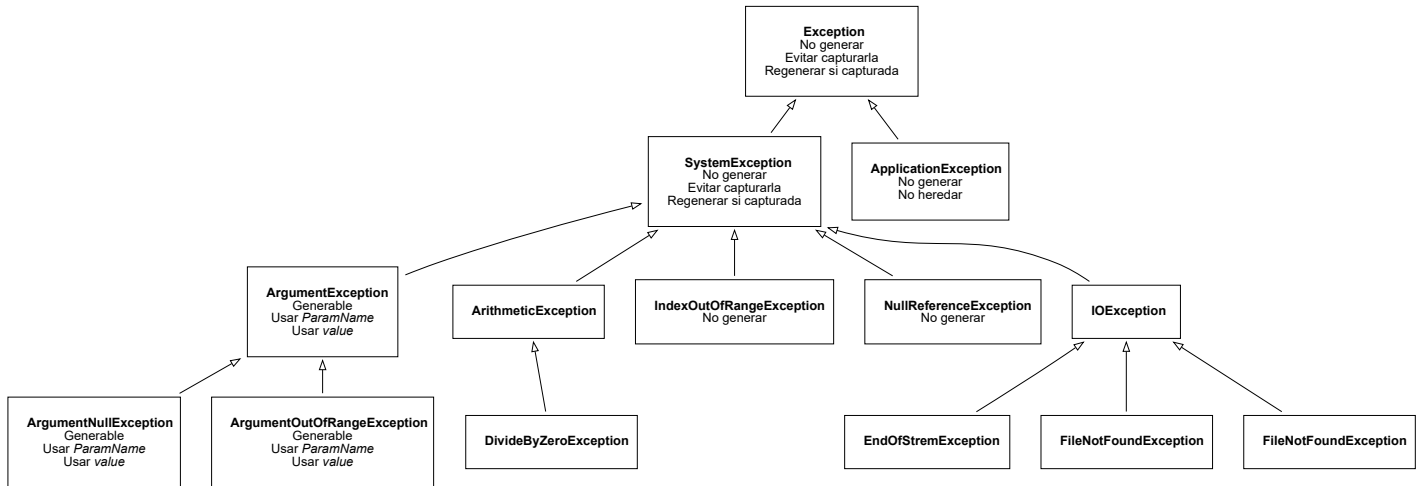 Exception
No generar
Evitar capturarla
Regenerar si capturada
SystemException
No generar
Evitar capturarla
Regenerar si capturada
ApplicationException
No generar
No heredar
ArgumentException
Generable
Usar ParamName
Usar value
ArithmeticException
IndexOutOfRangeException
No generar
NullReferenceException
No generar
IOException
ArgumentNullException
Generable
Usar ParamName
Usar value
ArgumentOutOfRangeException
Generable
Usar ParamName
Usar value
DivideByZeroException
EndOfStremException
FileNotFoundException
FileNotFoundException